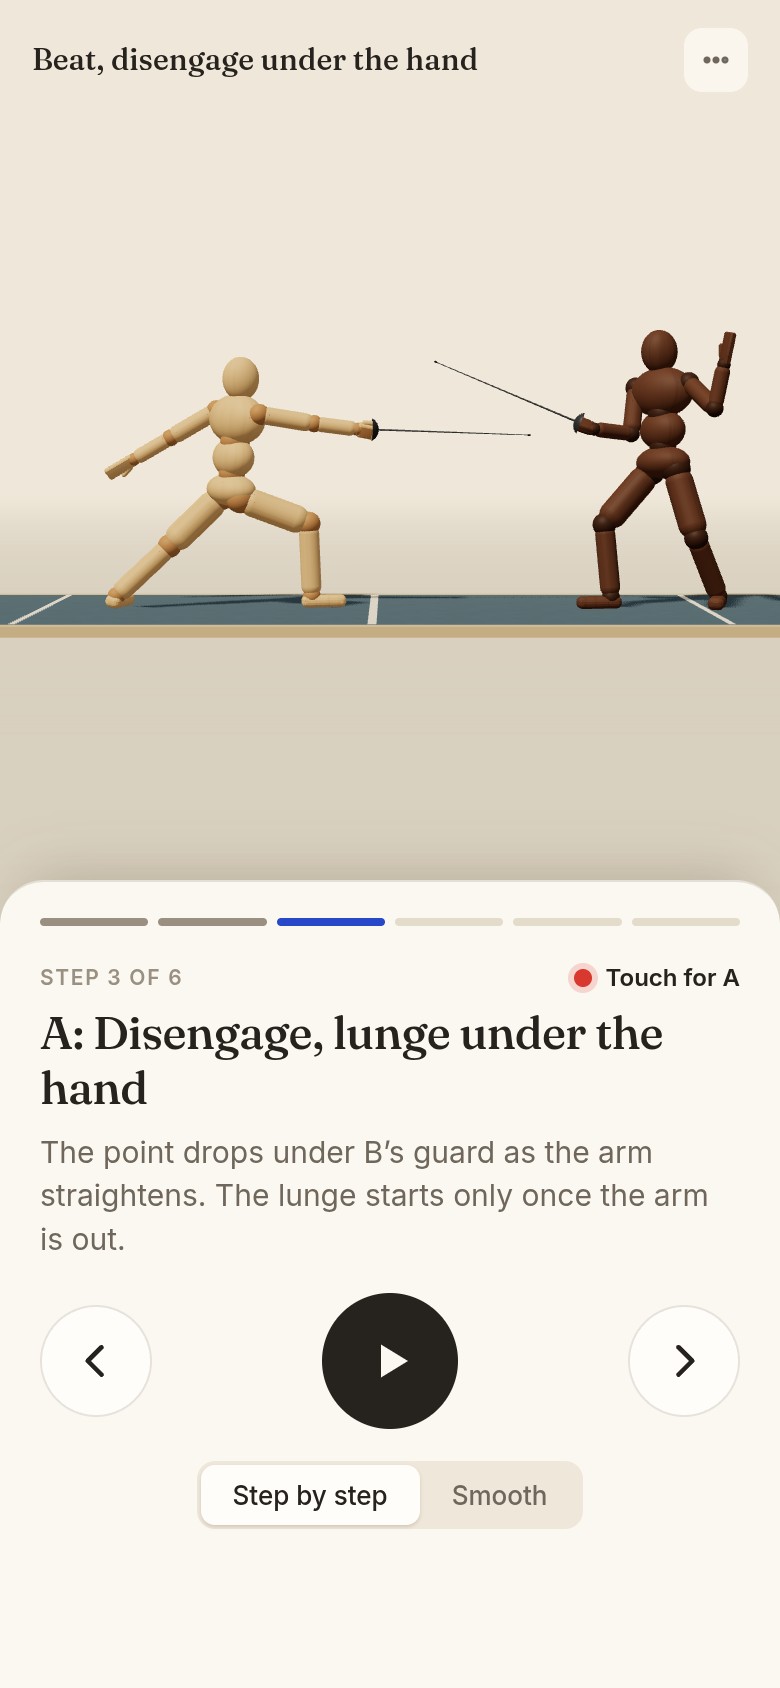 Beat, disengage under the hand
STEP 3 OF 6
Touch for A
A: Disengage, lunge under the
hand
The point drops under B’s guard as the arm
straightens. The lunge starts only once the arm
is out.
Step by step
Smooth